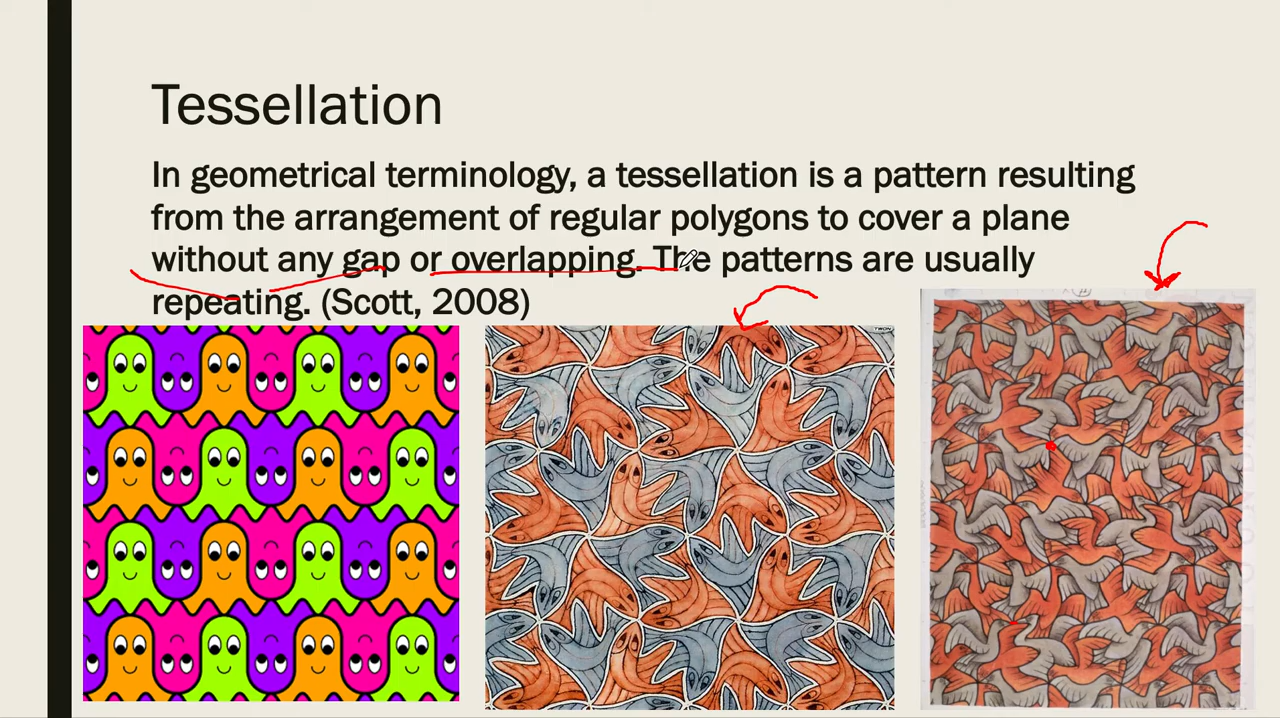 Tessellation
In geometrical terminology, a tessellation is a pattern resulting
from the arrangement of regular polygons to cover a plane
without any gap or overlapping. The patterns are usually
repeating. (Scott, 2008)